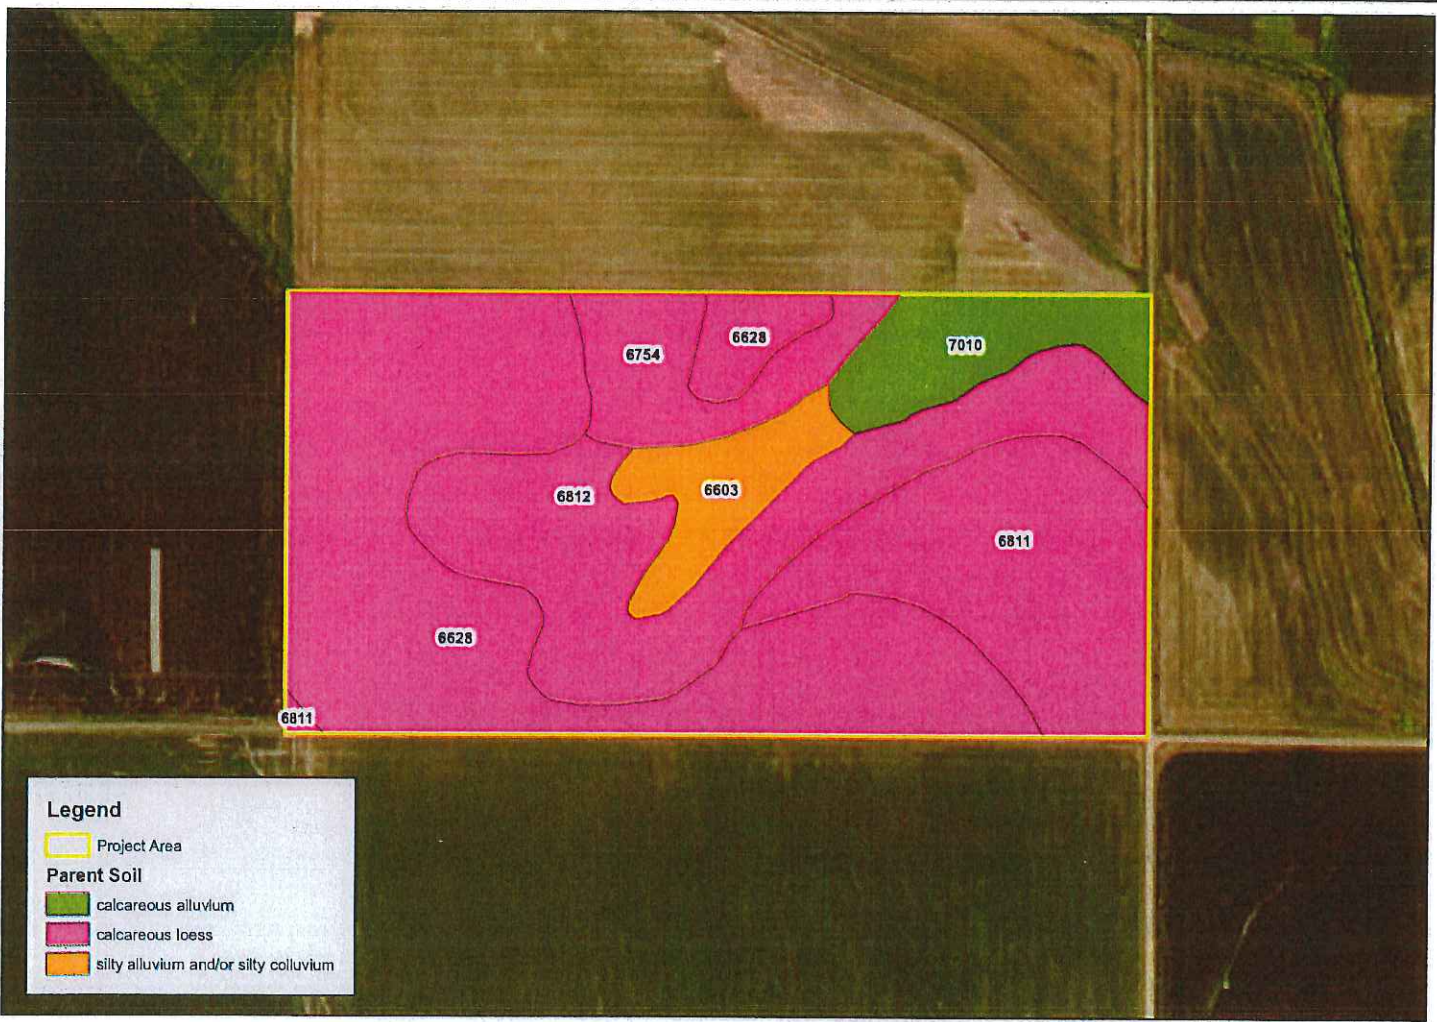 6754
6628
7010
6812
6603
6811
6628
6811
Legend
Project Area
Parent Soil
calcareous alluvium
calcareous loess
silty alluvium and/or silty colluvium